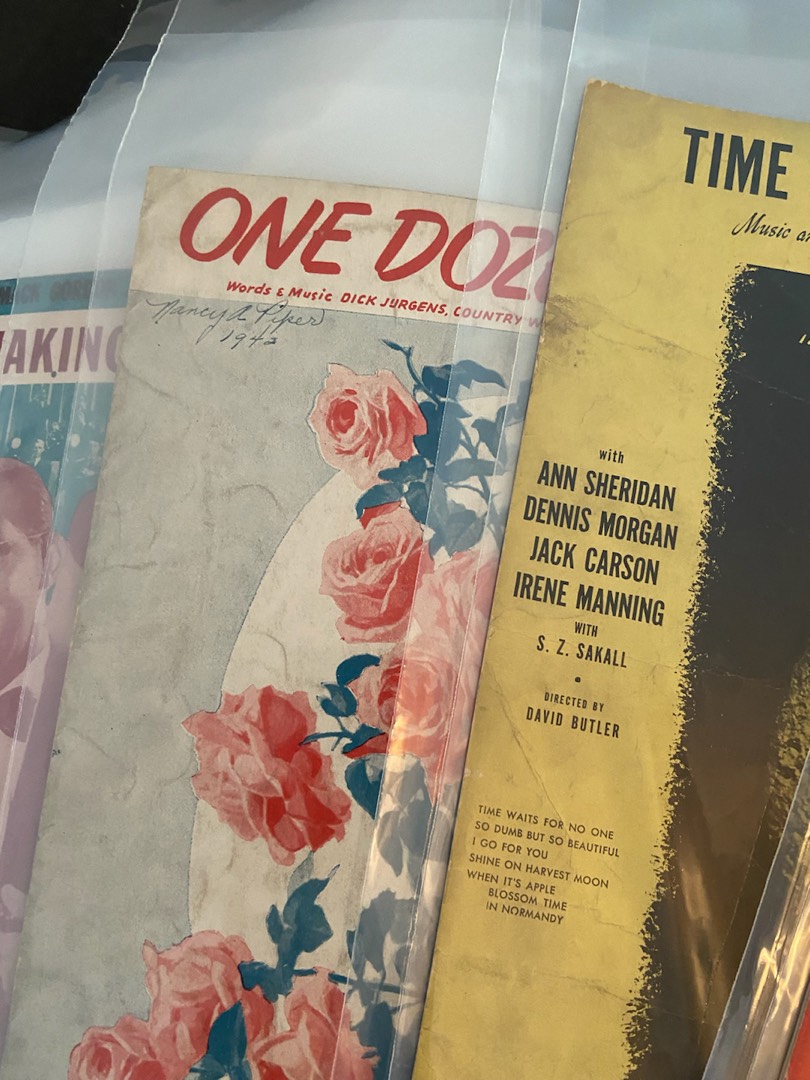 AKING
ONE DOZ
Words & Music DICK JURGENS, COUNTRY W
Nancy A. Piper
1942
TIME
Music a
with
ANN SHERIDAN
DENNIS MORGAN
JACK CARSON
IRENE MANNING
WITH
S. Z. SAKALL
DIRECTED BY
DAVID BUTLER
TIME WAITS FOR NO ONE
SO DUMB BUT SO BEAUTIFUL
I GO FOR YOU
SHINE ON HARVEST MOON
WHEN IT'S APPLE
BLOSSOM TIME
IN NORMANDY